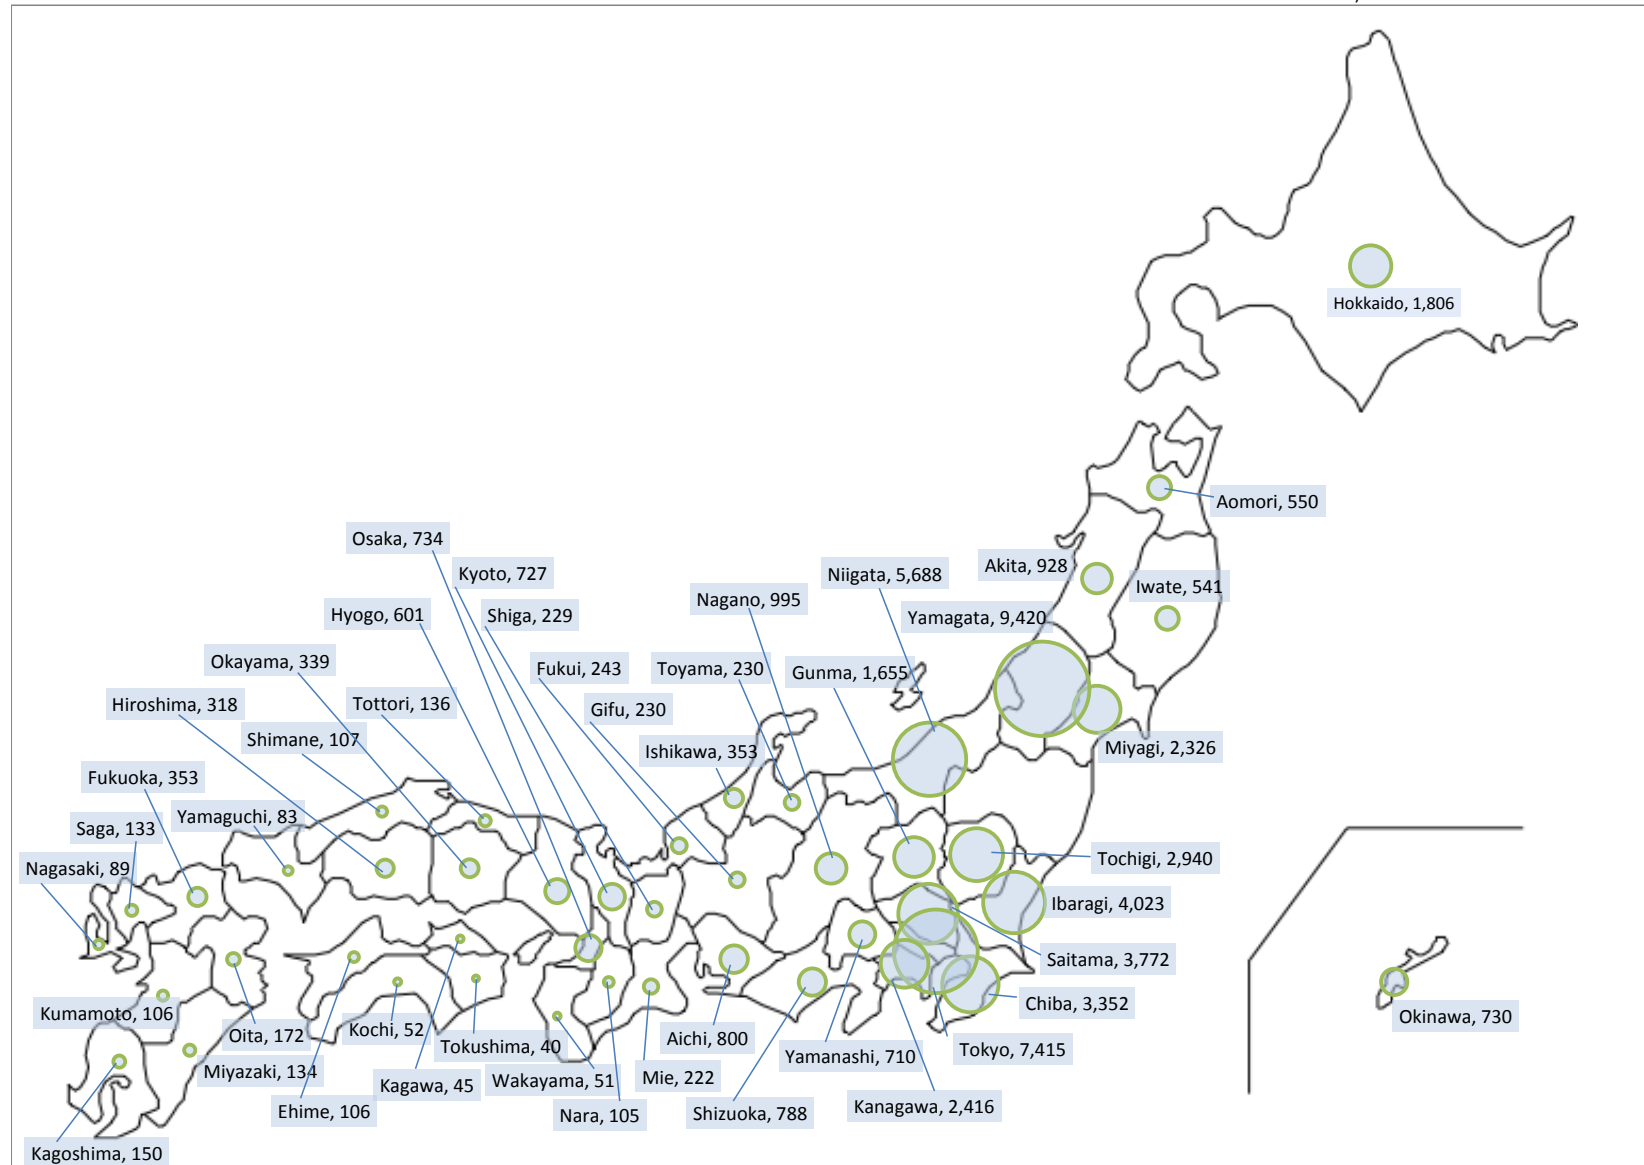 Hokkaido, 1,806
Aomori, 550
Osaka, 734
Akita, 928
Kyoto, 727
Niigata, 5,688
Iwate, 541
Nagano, 995
Hyogo, 601
Shiga, 229
Yamagata, 9,420
Okayama, 339
Fukui, 243
Toyama, 230
Gunma, 1,655
Hiroshima, 318
Tottori, 136
Gifu, 230
Shimane, 107
Ishikawa, 353
Miyagi, 2,326
Fukuoka, 353
Yamaguchi, 83
Saga, 133
Nagasaki, 89
Tochigi, 2,940
Ibaragi, 4,023
Saitama, 3,772
Chiba, 3,352
Kumamoto, 106
Okinawa, 730
Oita, 172
Kochi, 52
Tokushima, 40
Aichi, 800
Yamanashi, 710
Tokyo, 7,415
Miyazaki, 134
Kagawa, 45
Wakayama, 51
Mie, 222
Ehime, 106
Nara, 105
Shizuoka, 788
Kanagawa, 2,416
Kagoshima, 150